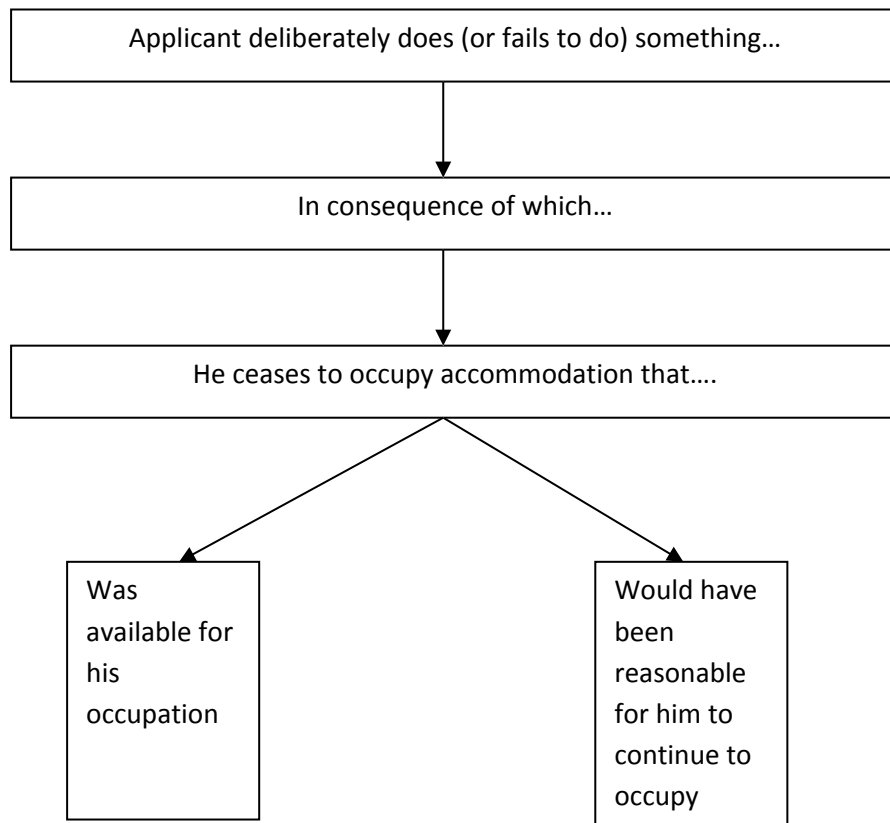 Applicant deliberately does (or fails to do) something…
In consequence of which…
He ceases to occupy accommodation that….
Was
available for
his
occupation
Would have
been
reasonable
for him to
continue to
occupy